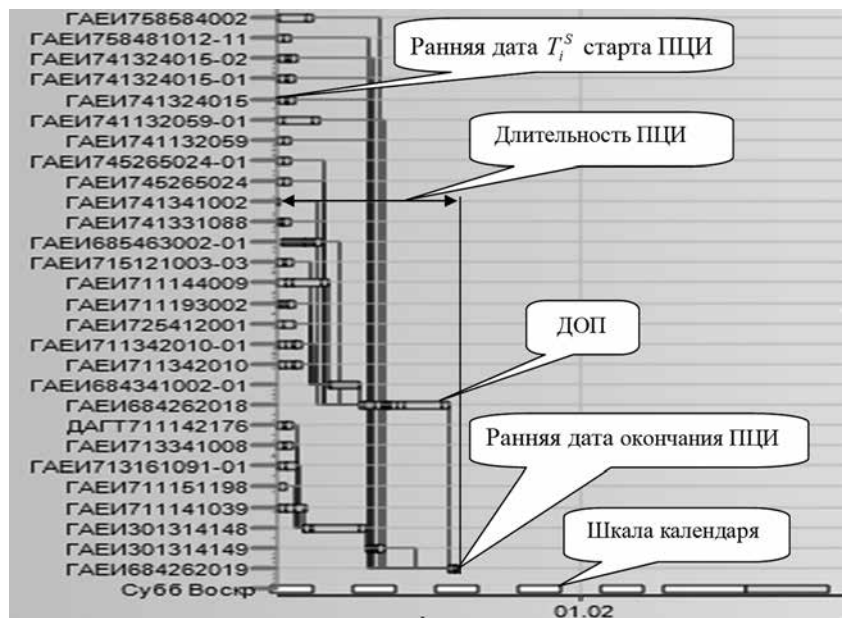 ГАЕИ758584002
ГАЕИ758481012-11
ГАЕИ741324015-02
ГАЕИ741324015-01
ГАЕИ741324015
ГАЕИ741132059-01
ГАЕИ741132059
ГАЕИ745265024-01
ГАЕИ745265024
ГАЕИ741341002
ГАЕИ741331088
ГАЕИ685463002-01
ГАЕИ715121003-03
ГАЕИ711144009
ГАЕИ711193002
ГАЕИ725412001
ГАЕИ711342010-01
ГАЕИ711342010
ГАЕИ684341002-01
ГАЕИ684262018
ДАГТ711142176
ГАЕИ713341008
ГАЕИ713161091-01
ГАЕИ711151198
ГАЕИ711141039
ГАЕИ301314148
ГАЕИ301314149
ГАЕИ684262019
Субб Воскр
01.02
Ранняя дата T_i^S старта ПЦИ
Длительность ПЦИ
ДОП
Ранняя дата окончания ПЦИ
Шкала календаря